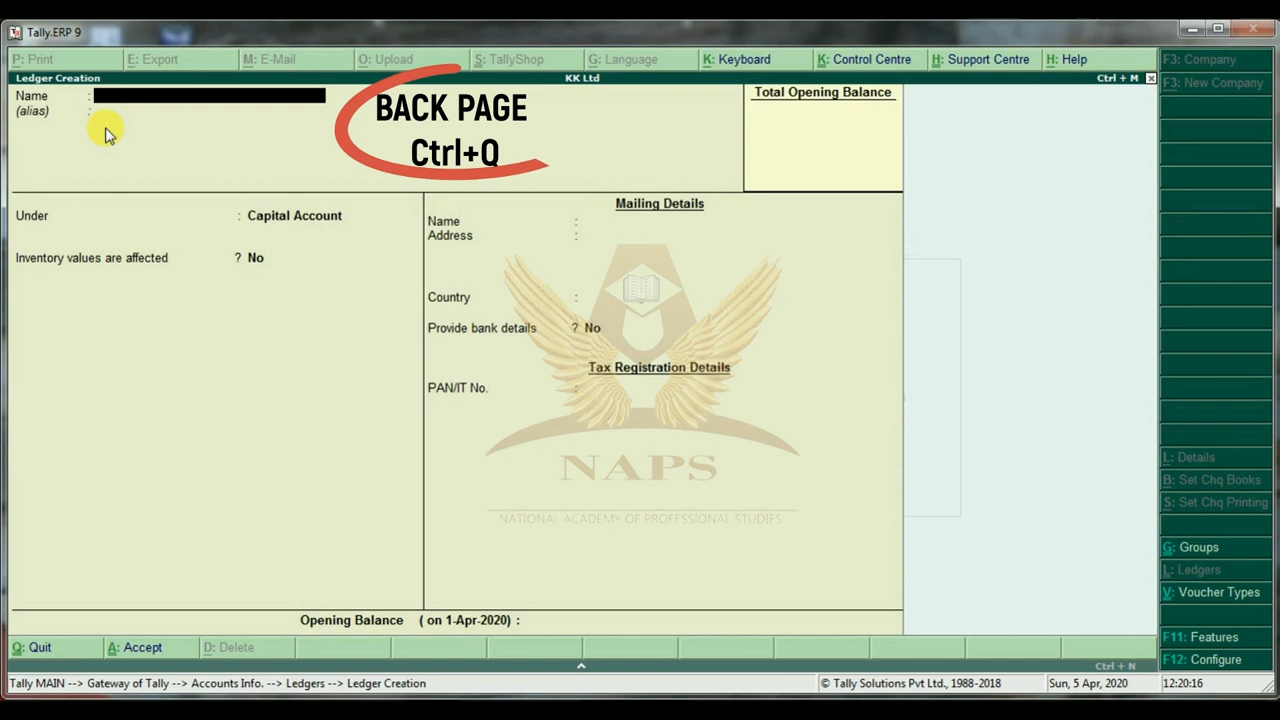 Tally.ERP 9
P: Print E: Export M: E-Mail O: Upload S: TallyShop G: Language K: Keyboard K: Control Centre H: Support Centre H: Help
F3: Company
F3: New Company
Ledger Creation KK Ltd Ctrl + M
Name :
(alias) :
BACK PAGE
Ctrl+Q
Total Opening Balance
Under : Capital Account
Inventory values are affected ? No
Mailing Details
Name :
Address :
Country :
Provide bank details ? No
Tax Registration Details
PAN/IT No. :
NAPS
NATIONAL ACADEMY OF PROFESSIONAL STUDIES
L: Details
B: Set Chq Books
S: Set Chq Printing
G: Groups
L: Ledgers
V: Voucher Types
F11: Features
F12: Configure
Opening Balance ( on 1-Apr-2020) :
Q: Quit A: Accept D: Delete
Ctrl + N
Tally MAIN --> Gateway of Tally --> Accounts Info. --> Ledgers --> Ledger Creation © Tally Solutions Pvt Ltd., 1988-2018 Sun, 5 Apr, 2020 12:20:16